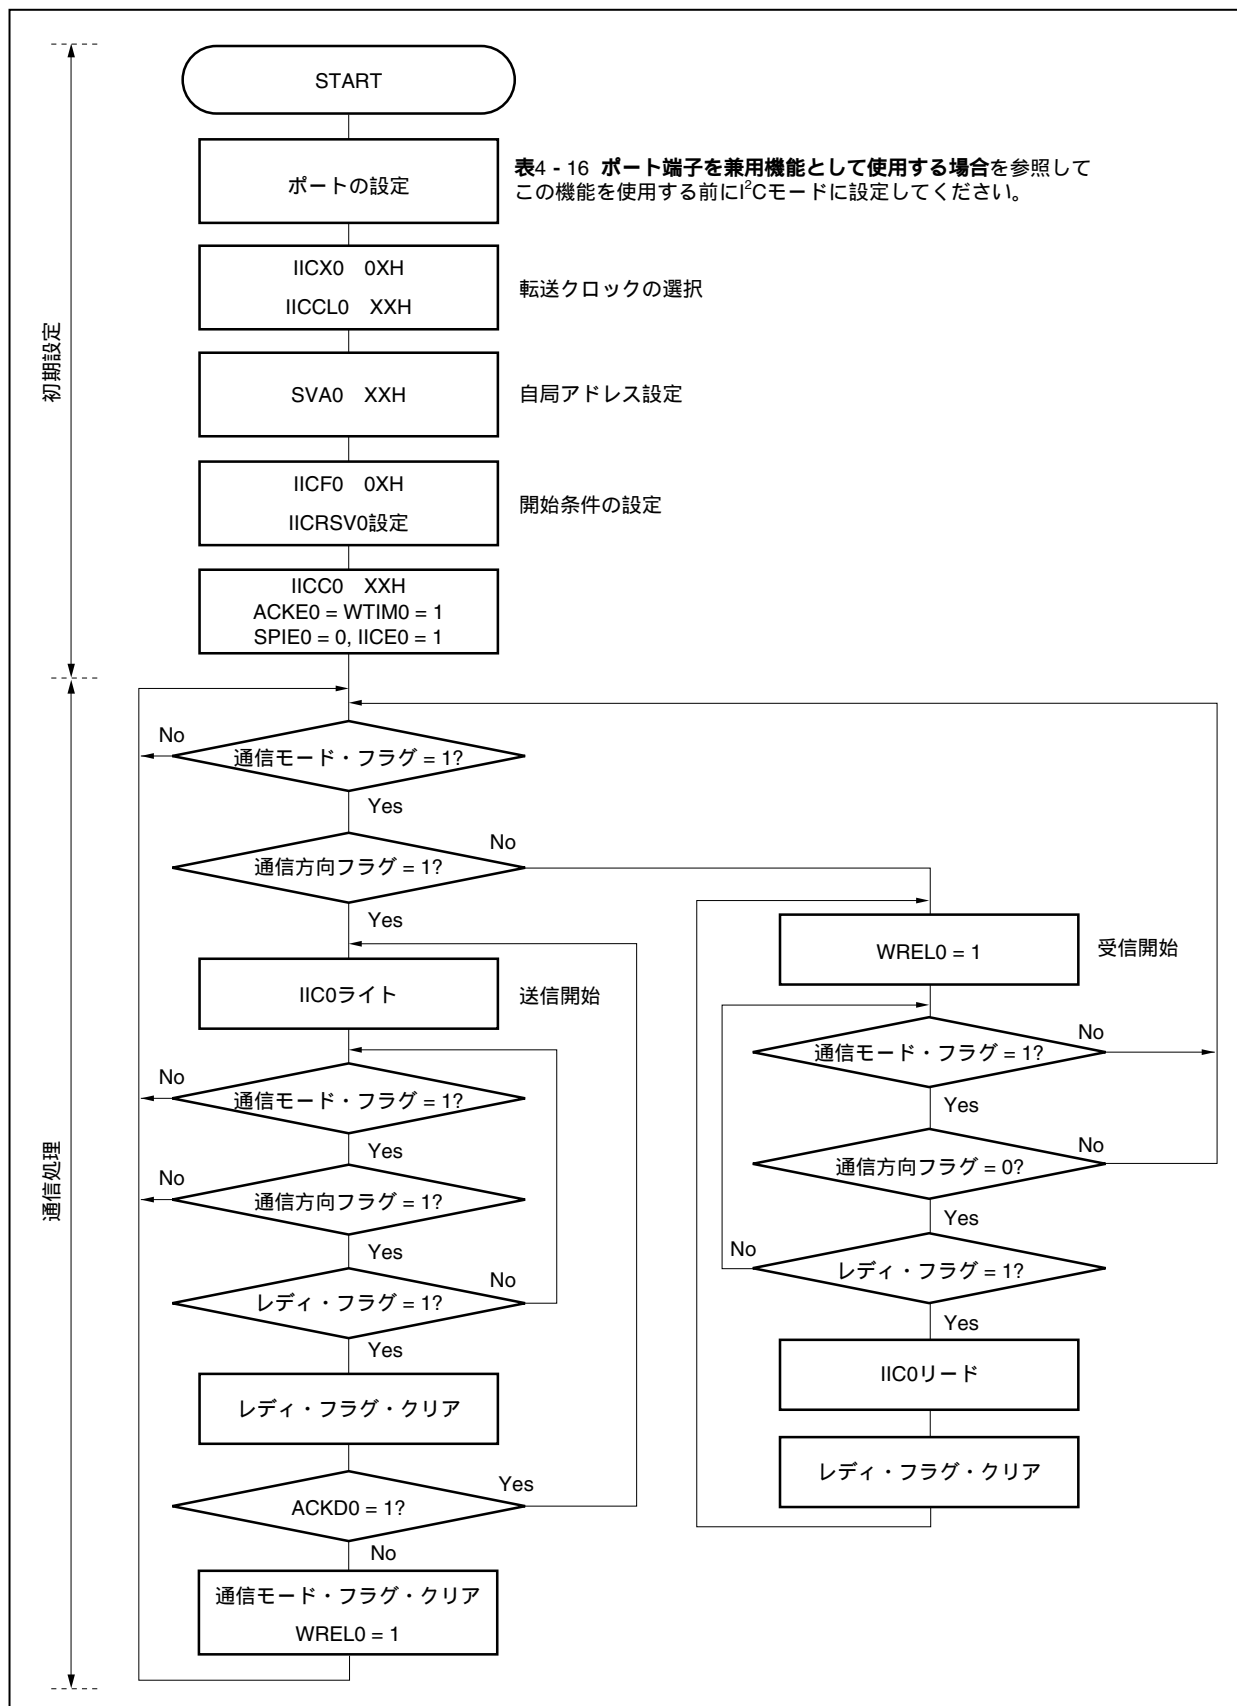 START
ポートの設定
表4 - 16 ポート端子を兼用機能として使用する場合を参照して
この機能を使用する前にI²Cモードに設定してください。
IICX0 0XH
IICCL0 XXH
転送クロックの選択
SVA0 XXH
自局アドレス設定
IICF0 0XH
IICRSV0設定
開始条件の設定
IICC0 XXH
ACKE0 = WTIM0 = 1
SPIE0 = 0, IICE0 = 1
初期設定
通信処理
No
通信モード・フラグ = 1?
Yes
通信方向フラグ = 1?
No
Yes
IIC0ライト
送信開始
No
通信モード・フラグ = 1?
Yes
No
通信方向フラグ = 1?
Yes
No
レディ・フラグ = 1?
Yes
レディ・フラグ・クリア
Yes
ACKD0 = 1?
No
通信モード・フラグ・クリア
WREL0 = 1
WREL0 = 1
受信開始
No
通信モード・フラグ = 1?
Yes
No
通信方向フラグ = 0?
Yes
No
レディ・フラグ = 1?
Yes
IIC0リード
レディ・フラグ・クリア